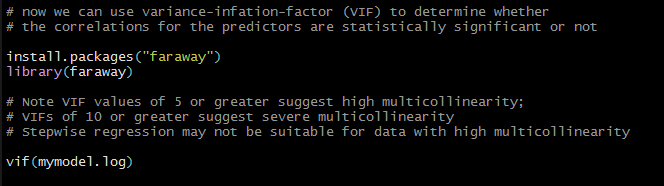 # now we can use variance-infation-factor (VIF) to determine whether
# the correlations for the predictors are statistically significant or not
install.packages("faraway")
library(faraway)
# Note VIF values of 5 or greater suggest high multicollinearity;
# VIFs of 10 or greater suggest severe multicollinearity
# Stepwise regression may not be suitable for data with high multicollinearity
vif(mymodel.log)